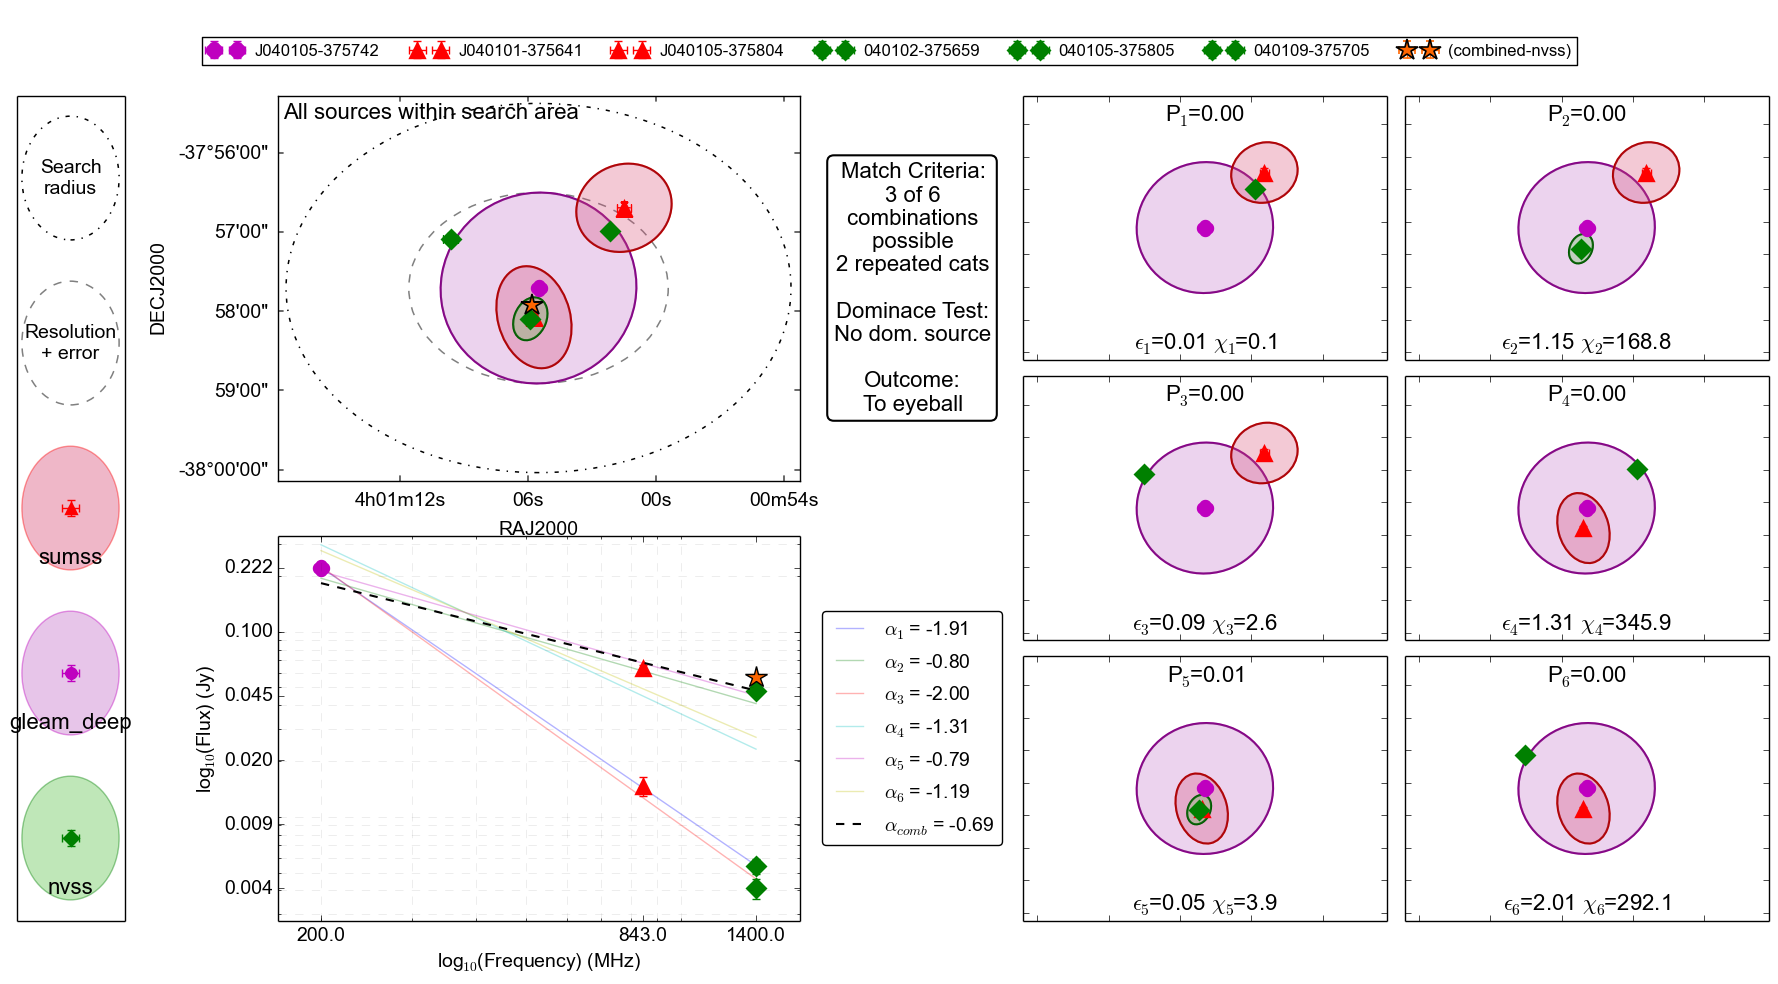 J040105-375742 J040101-375641 J040105-375804 040102-375659 040105-375805 040109-375705 (combined-nvss)
Search
radius
Resolution
+ error
sumss
gleam_deep
nvss
All sources within search area
DECJ2000
-37°56'00"
57'00"
58'00"
59'00"
-38°00'00"
4h01m12s 06s 00s 00m54s
RAJ2000
Match Criteria:
3 of 6
combinations
possible
2 repeated cats
Dominace Test:
No dom. source
Outcome:
To eyeball
log10(Flux) (Jy)
0.222
0.100
0.045
0.020
0.009
0.004
200.0 843.0 1400.0
log10(Frequency) (MHz)
α1 = -1.91
α2 = -0.80
α3 = -2.00
α4 = -1.31
α5 = -0.79
α6 = -1.19
αcomb = -0.69
P1=0.00
ϵ1=0.01 χ1=0.1
P2=0.00
ϵ2=1.15 χ2=168.8
P3=0.00
ϵ3=0.09 χ3=2.6
P4=0.00
ϵ4=1.31 χ4=345.9
P5=0.01
ϵ5=0.05 χ5=3.9
P6=0.00
ϵ6=2.01 χ6=292.1